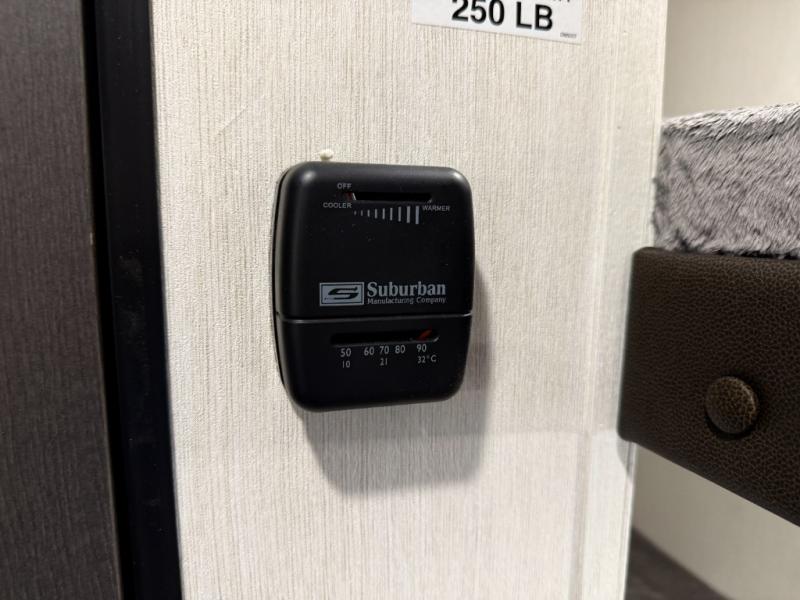 250 LB
OFF
COOLER WARMER
S Suburban
Manufacturing Company
50 60 70 80 90
10 21 32°C